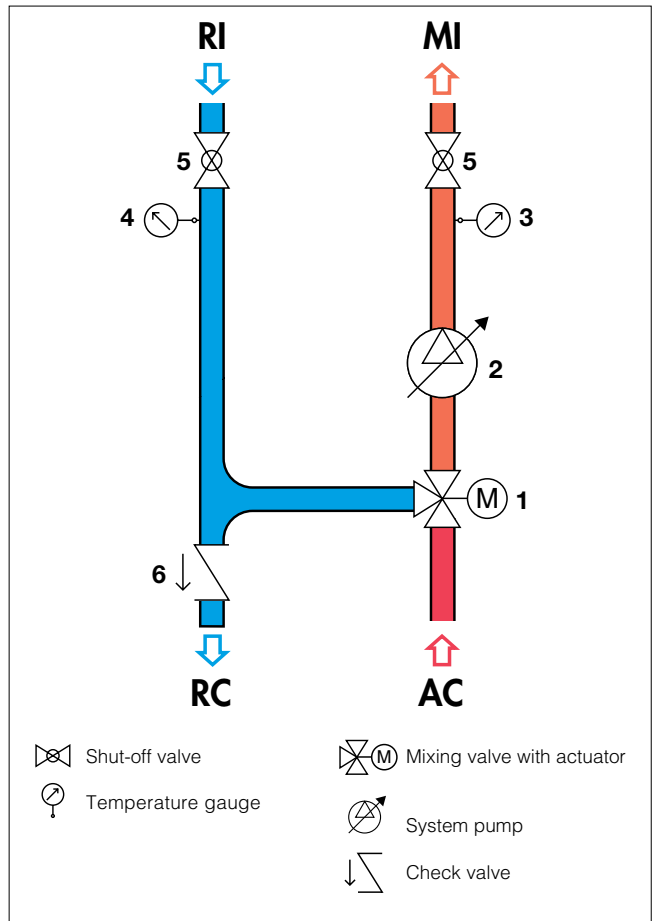 RI MI
5 5
4 3
2
M 1
6
RC AC
Shut-off valve M Mixing valve with actuator
Temperature gauge System pump
Check valve